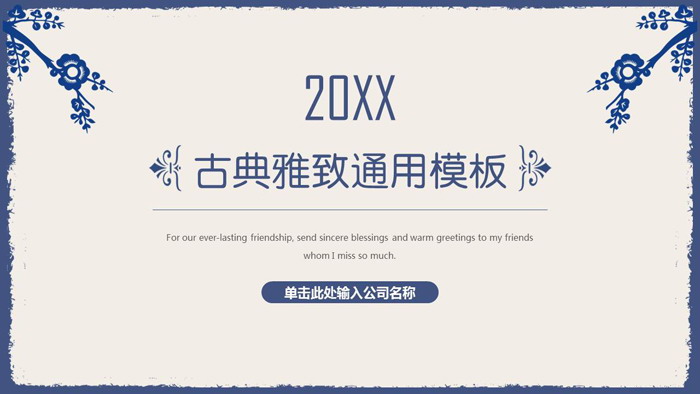 20XX
古典雅致通用模板
For our ever-lasting friendship, send sincere blessings and warm greetings to my friends
whom I miss so much.
单击此处输入公司名称